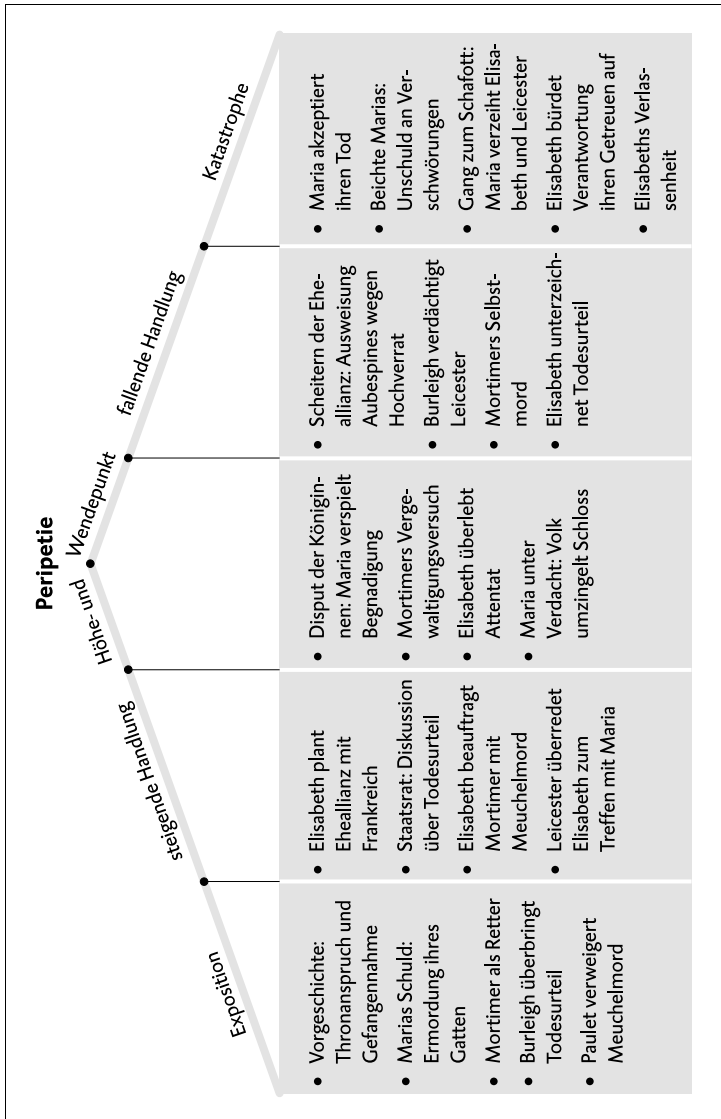 Peripetie
Exposition
steigende Handlung
Höhe- und
Wendepunkt
fallende Handlung
Katastrophe
• Vorgeschichte:
Thronanspruch und
Gefangennahme
• Marias Schuld:
Ermordung ihres
Gatten
• Mortimer als Retter
• Burleigh überbringt
Todesurteil
• Paulet verweigert
Meuchelmord
• Elisabeth plant
Eheallianz mit
Frankreich
• Staatsrat: Diskussion
über Todesurteil
• Elisabeth beauftragt
Mortimer mit
Meuchelmord
• Leicester überredet
Elisabeth zum
Treffen mit Maria
• Disput der Königin-
nen: Maria verspielt
Begnadigung
• Mortimers Verge-
waltigungsversuch
• Elisabeth überlebt
Attentat
• Maria unter
Verdacht: Volk
umzingelt Schloss
• Scheitern der Ehe-
allianz: Ausweisung
Aubespines wegen
Hochverrat
• Burleigh verdächtigt
Leicester
• Mortimers Selbst-
mord
• Elisabeth unterzeich-
net Todesurteil
• Maria akzeptiert
ihren Tod
• Beichte Marias:
Unschuld an Ver-
schwörungen
• Gang zum Schafott:
Maria verzeiht Elisa-
beth und Leicester
• Elisabeth bürdet
Verantwortung
ihren Getreuen auf
• Elisabeths Verlas-
senheit